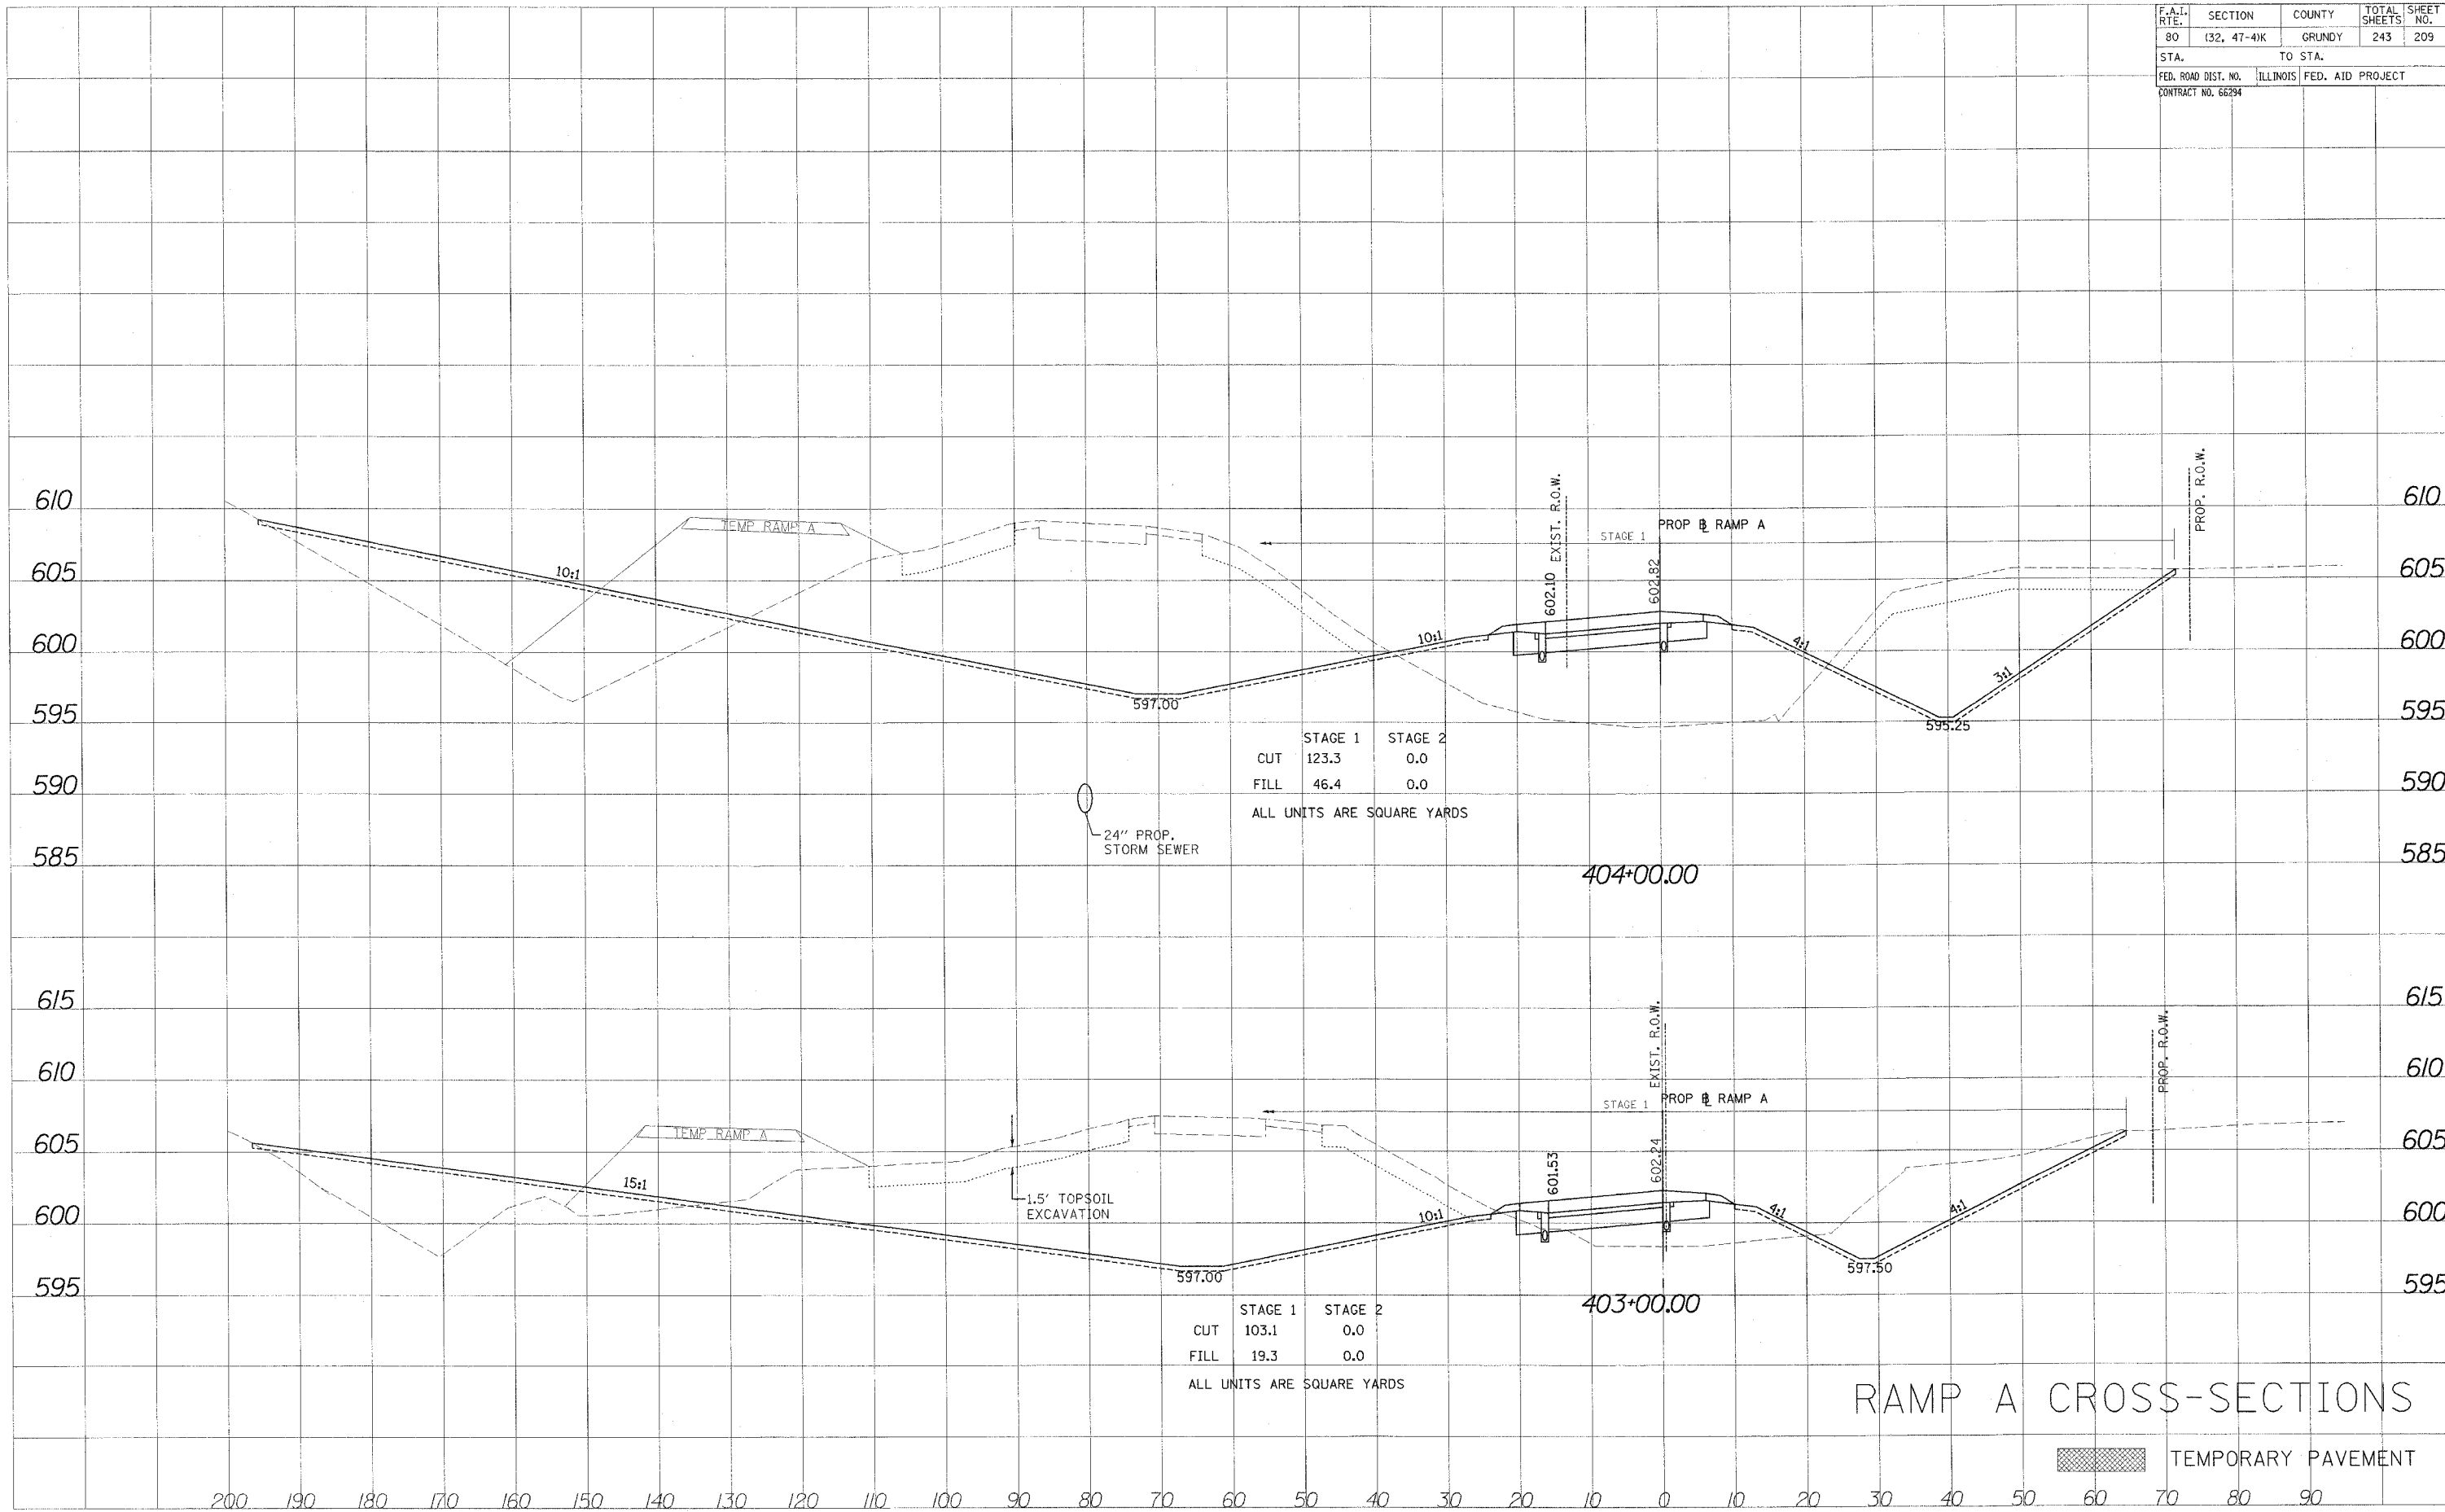 F.A.I. RTE. SECTION COUNTY TOTAL SHEETS SHEET NO.
80 (32, 47-4)K GRUNDY 243 209
STA. TO STA.
FED. ROAD DIST. NO. ILLINOIS FED. AID PROJECT
CONTRACT NO. 66294
PROP. R.O.W.
EXIST. R.O.W.
610 610
TEMP RAMP A
STAGE 1
PROP ℄ RAMP A
605 605
10:1
602.10
602.82
600 600
10:1
4:1
3:1
595 595
597.00
595.25
STAGE 1 STAGE 2
CUT 123.3 0.0
FILL 46.4 0.0
ALL UNITS ARE SQUARE YARDS
590 590
24" PROP.
STORM SEWER
585 585
404+00.00
615 615
EXIST. R.O.W.
PROP. R.O.W.
610 610
STAGE 1
PROP ℄ RAMP A
TEMP RAMP A
605 605
15:1
601.53
602.24
1.5' TOPSOIL
EXCAVATION
600 600
10:1
4:1
4:1
597.00
597.50
595 595
403+00.00
STAGE 1 STAGE 2
CUT 103.1 0.0
FILL 19.3 0.0
ALL UNITS ARE SQUARE YARDS
RAMP A CROSS-SECTIONS
TEMPORARY PAVEMENT
200 190 180 170 160 150 140 130 120 110 100 90 80 70 60 50 40 30 20 10 0 10 20 30 40 50 60 70 80 90